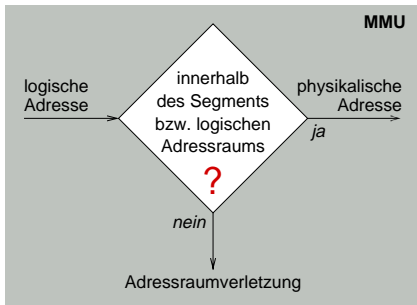 MMU
logische
Adresse
innerhalb
des Segments
bzw. logischen
Adressraums
?
physikalische
Adresse
ja
nein
Adressraumverletzung